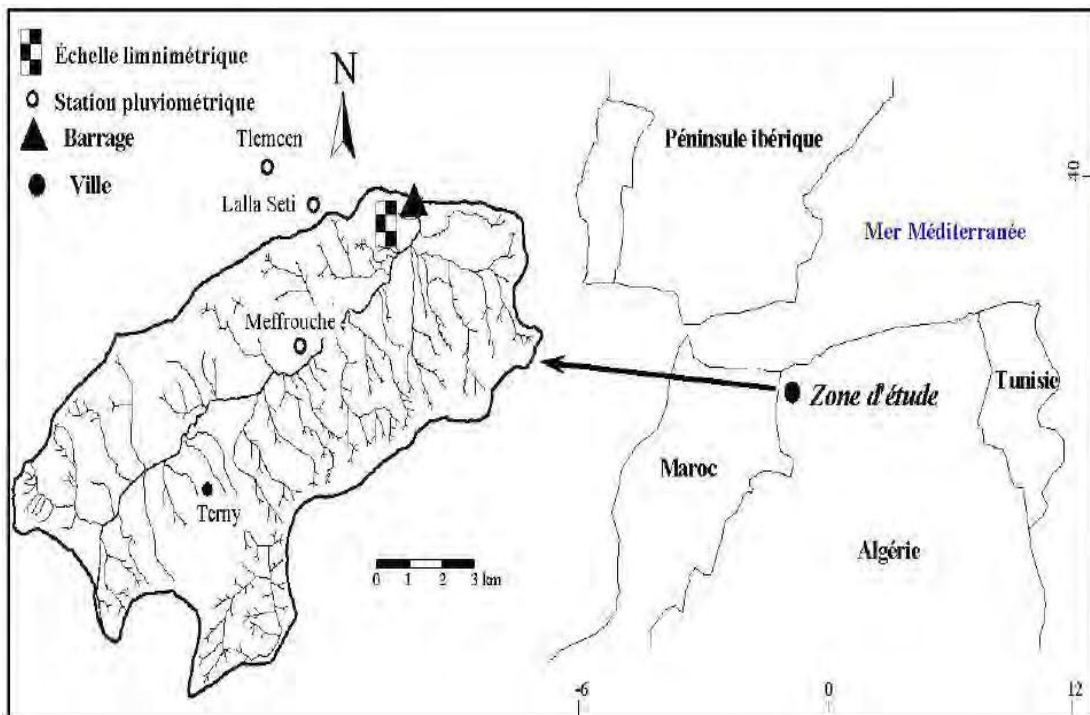 Échelle limnimétrique
Station pluviométrique
Barrage
Ville
N
Tlemcen
Lalla Seti
Meffrouche
Terny
0 1 2 3 km
Péninsule ibérique
40
Mer Méditerranée
Tunisie
Zone d'étude
Maroc
Algérie
-6 0 12